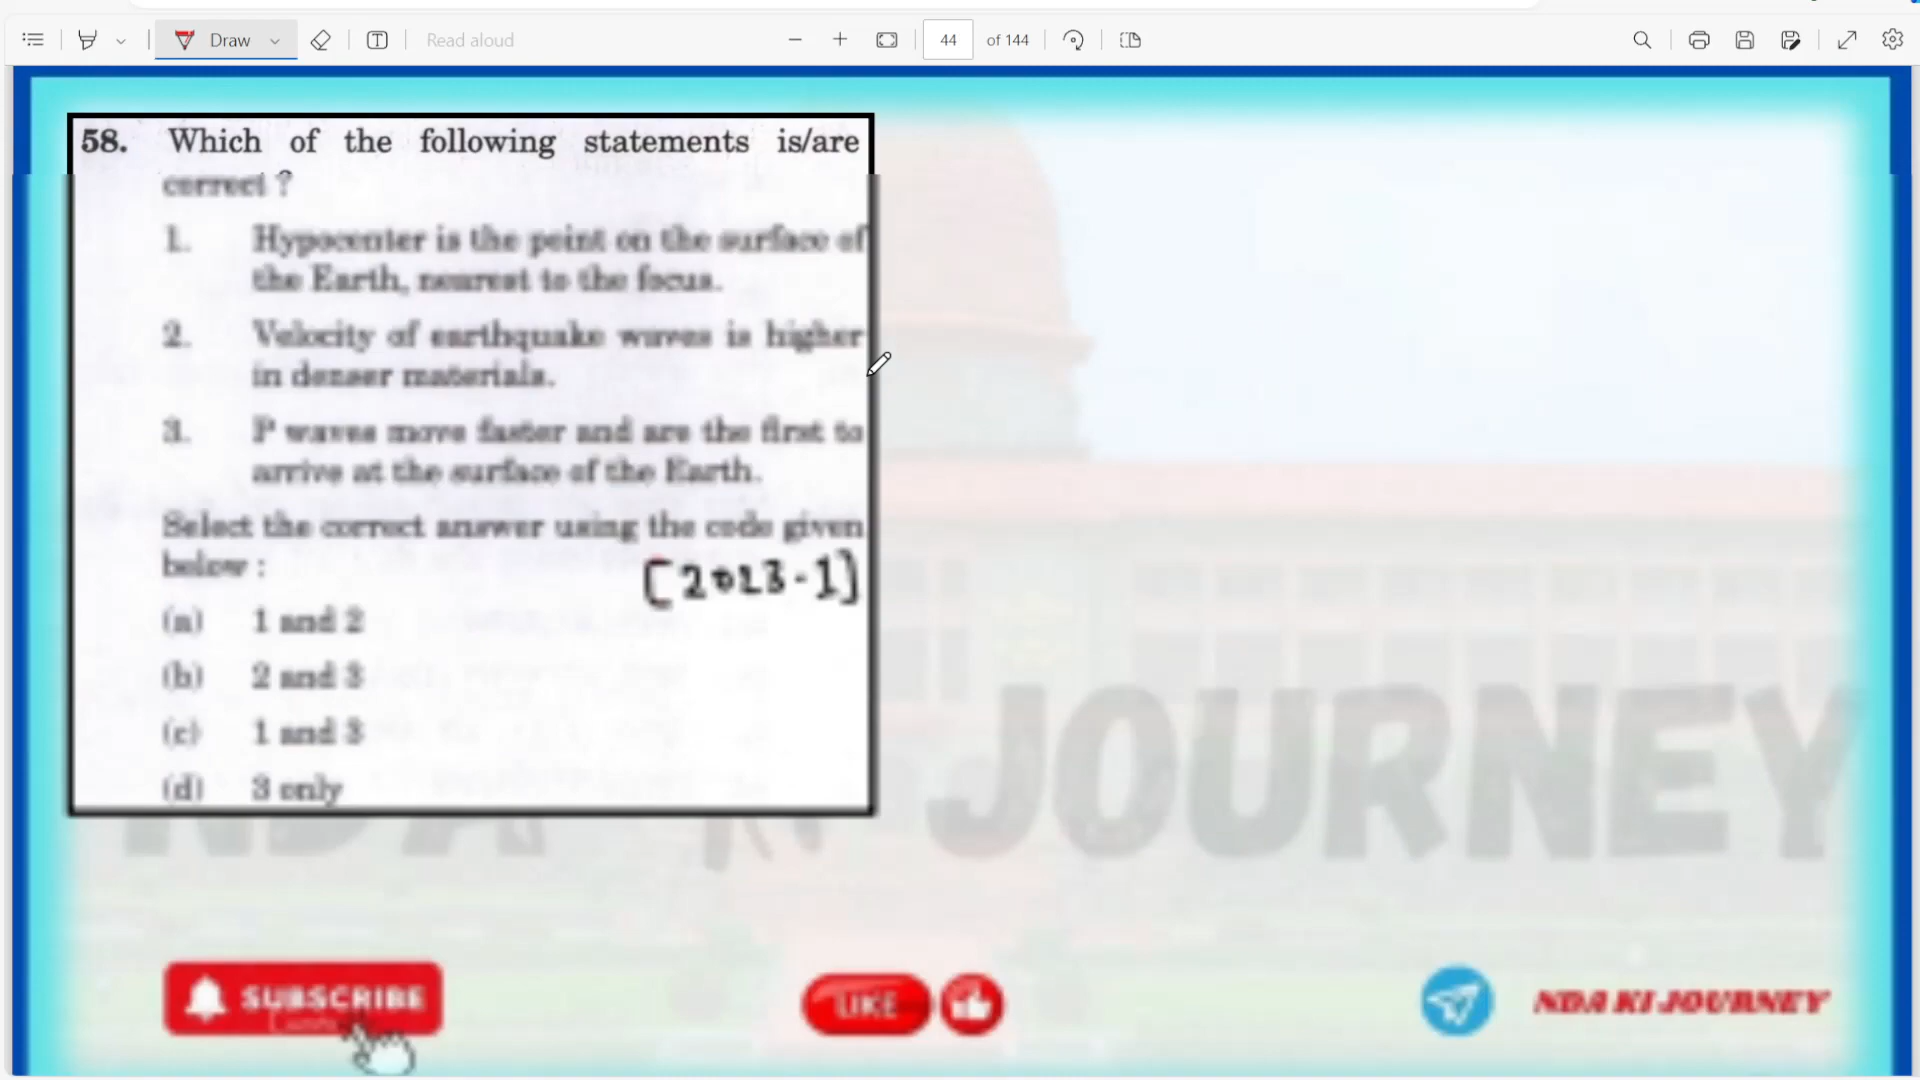 Draw
Read aloud
44 of 144
58. Which of the following statements is/are
correct ?
1. Hypocenter is the point on the surface of
the Earth, nearest to the focus.
2. Velocity of earthquake waves is higher
in denser materials.
3. P waves move faster and are the first to
arrive at the surface of the Earth.
Select the correct answer using the code given
below :
[2023-1]
(a) 1 and 2
(b) 2 and 3
(c) 1 and 3
(d) 3 only
NDA KI JOURNEY
SUBSCRIBE
LIKE
NDA KI JOURNEY